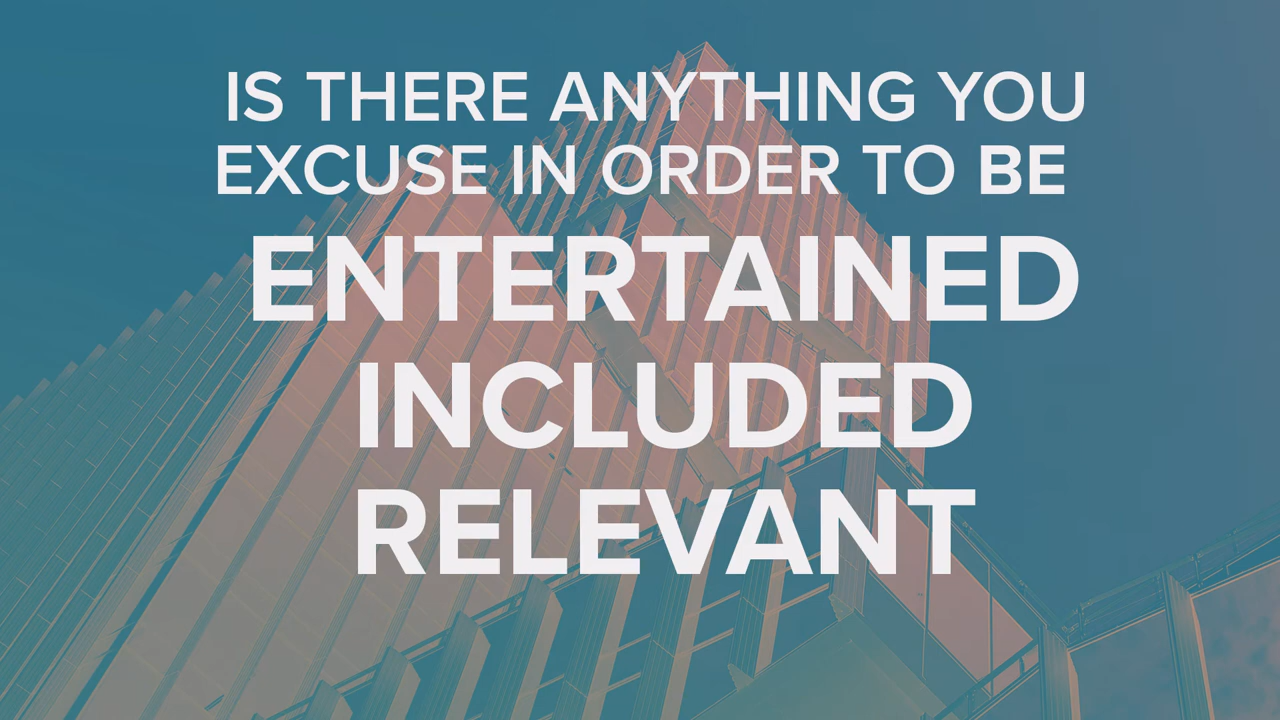 IS THERE ANYTHING YOU
EXCUSE IN ORDER TO BE
ENTERTAINED
INCLUDED
RELEVANT